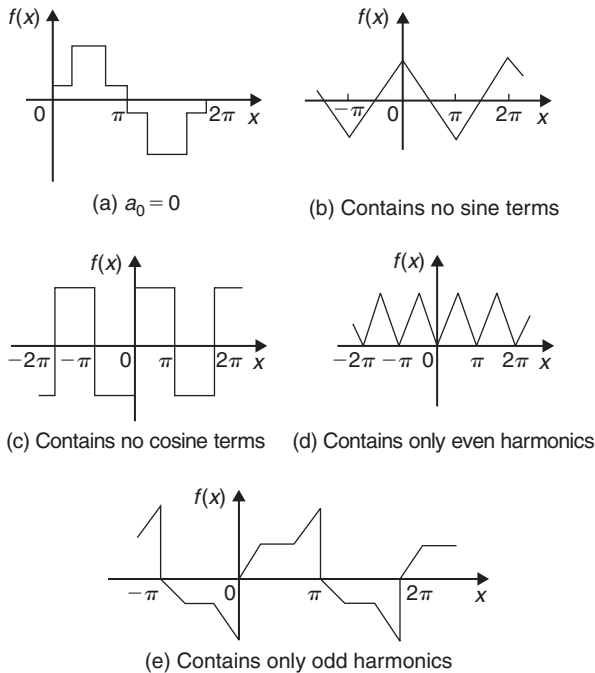 f(x)
0 π 2π x
(a) a₀ = 0
f(x)
−π 0 π 2π x
(b) Contains no sine terms
f(x)
−2π −π 0 π 2π x
(c) Contains no cosine terms
f(x)
−2π −π 0 π 2π x
(d) Contains only even harmonics
f(x)
−π 0 π 2π x
(e) Contains only odd harmonics